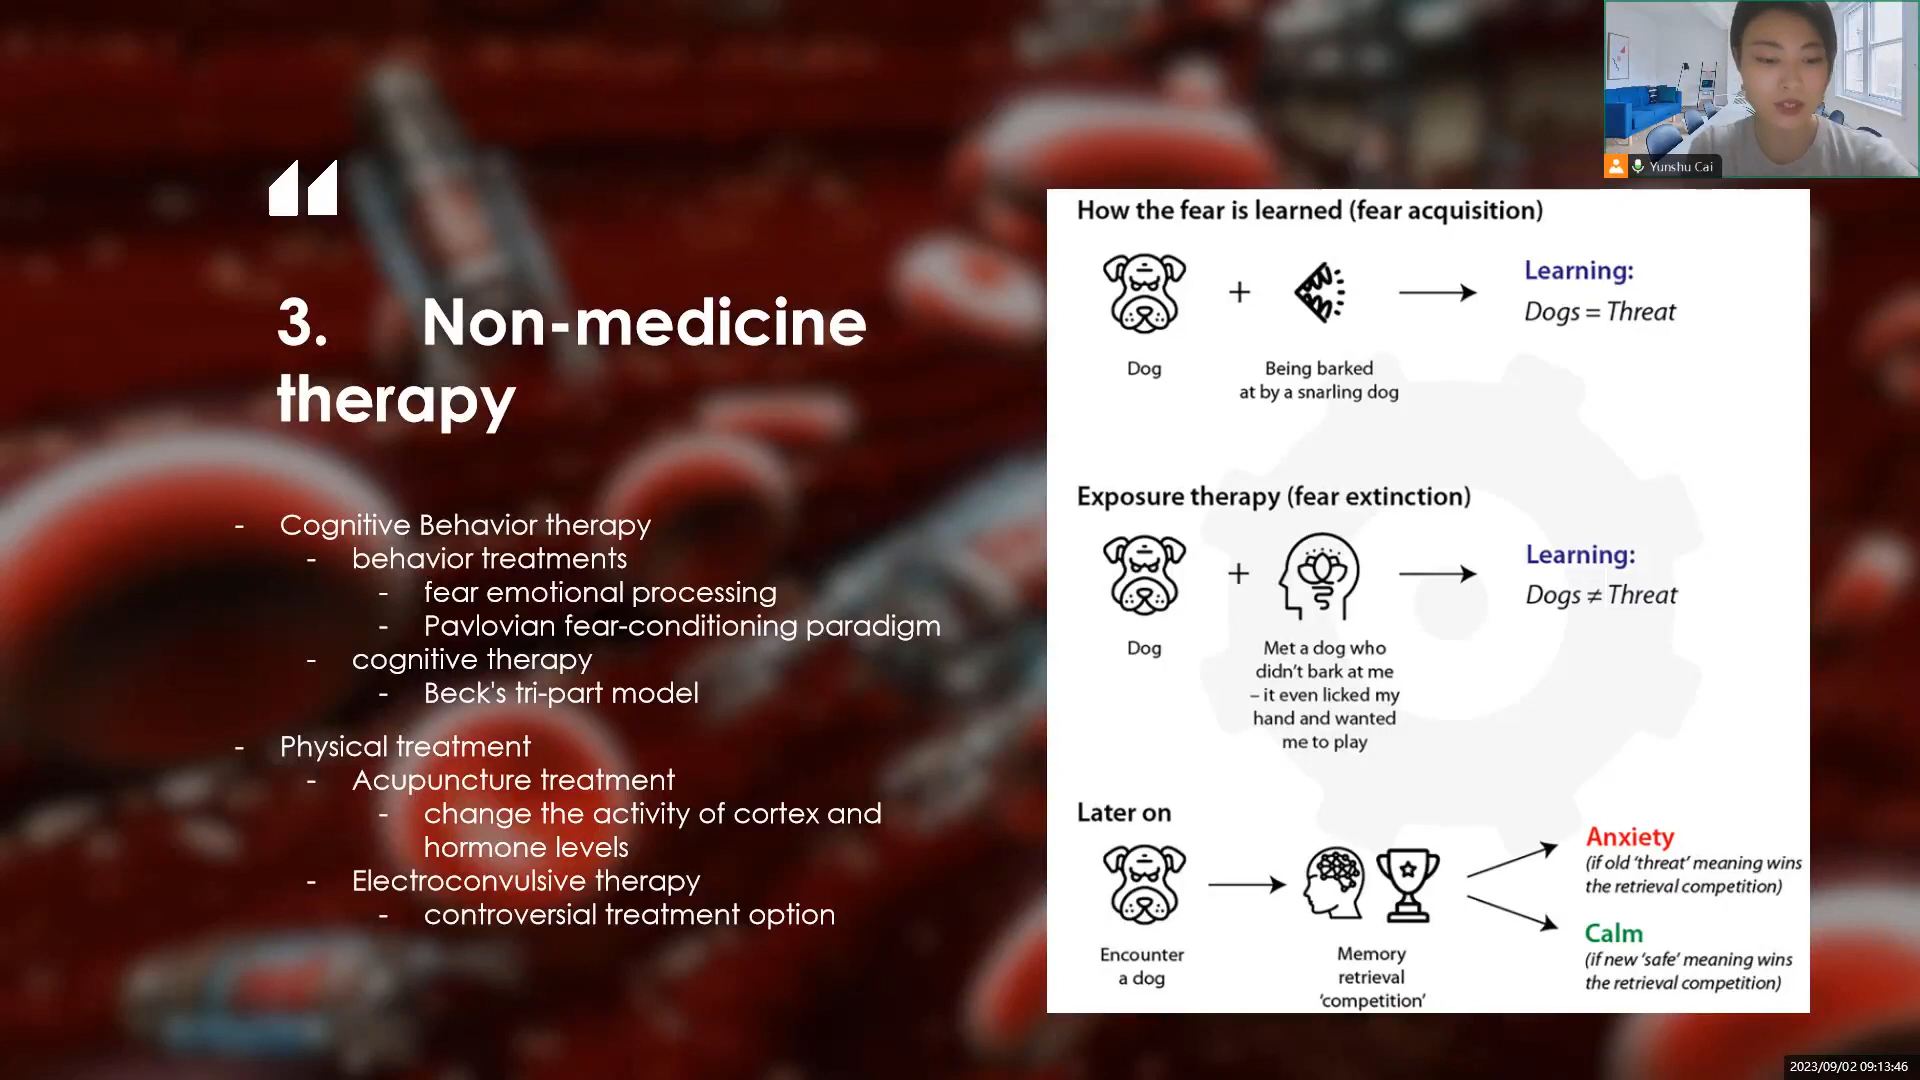 Yunshu Cai
3. Non-medicine
therapy
- Cognitive Behavior therapy
- behavior treatments
- fear emotional processing
- Pavlovian fear-conditioning paradigm
- cognitive therapy
- Beck's tri-part model
- Physical treatment
- Acupuncture treatment
- change the activity of cortex and
hormone levels
- Electroconvulsive therapy
- controversial treatment option
How the fear is learned (fear acquisition)
+
Learning:
Dogs = Threat
Dog
Being barked
at by a snarling dog
Exposure therapy (fear extinction)
+
Learning:
Dogs ≠ Threat
Dog
Met a dog who
didn't bark at me
– it even licked my
hand and wanted
me to play
Later on
Anxiety
(if old ‘threat’ meaning wins
the retrieval competition)
Calm
(if new ‘safe’ meaning wins
the retrieval competition)
Encounter
a dog
Memory
retrieval
‘competition’
2023/09/02 09:13:46